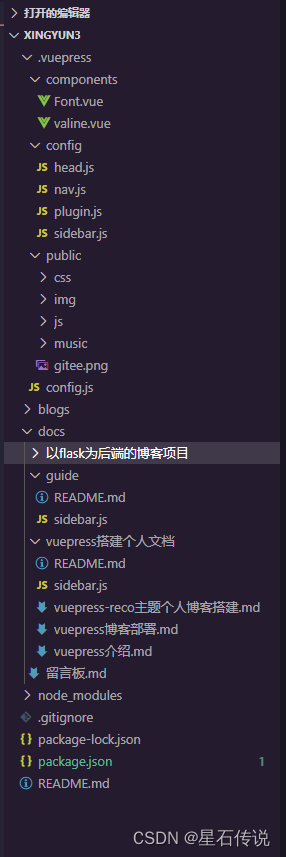 打开的编辑器
XINGYUN3
.vuepress
components
Font.vue
valine.vue
config
JS head.js
JS nav.js
JS plugin.js
JS sidebar.js
public
css
img
js
music
gitee.png
JS config.js
blogs
docs
以flask为后端的博客项目
guide
README.md
JS sidebar.js
vuepress搭建个人文档
README.md
JS sidebar.js
vuepress-reco主题个人博客搭建.md
vuepress博客部署.md
vuepress介绍.md
留言板.md
node_modules
.gitignore
{} package-lock.json
{} package.json 1
README.md
CSDN @星石传说